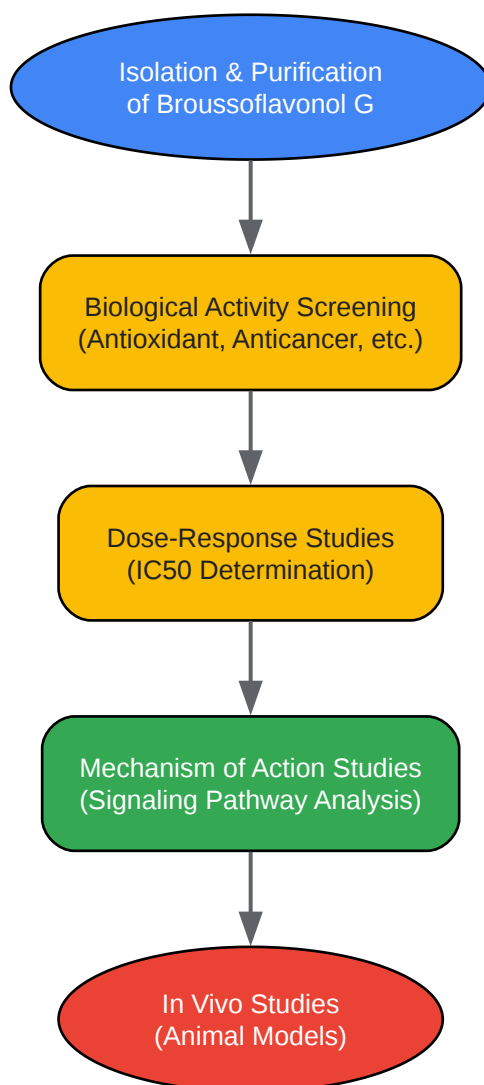 Isolation & Purification
of Broussoflavonol G
Biological Activity Screening
(Antioxidant, Anticancer, etc.)
Dose-Response Studies
(IC50 Determination)
Mechanism of Action Studies
(Signaling Pathway Analysis)
In Vivo Studies
(Animal Models)